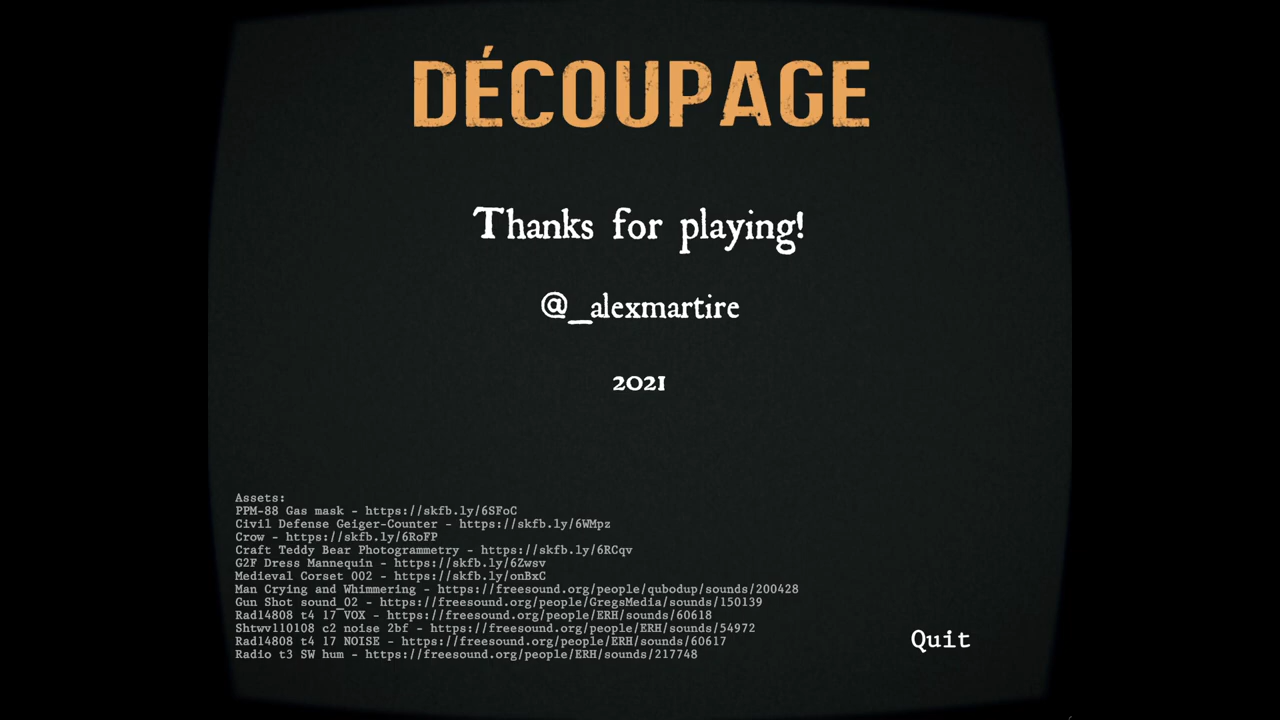 DÉCOUPAGE
Thanks for playing!
@_alexmartire
2021
Assets:
PPM-88 Gas mask - https://skfb.ly/6SFoC
Civil Defense Geiger-Counter - https://skfb.ly/6WMpz
Crow - https://skfb.ly/6RoFP
Craft Teddy Bear Photogrammetry - https://skfb.ly/6RCqv
G2F Dress Mannequin - https://skfb.ly/6Zwsv
Medieval Corset 002 - https://skfb.ly/onBxC
Man Crying and Whimmering - https://freesound.org/people/qubodup/sounds/200428
Gun Shot sound_02 - https://freesound.org/people/GregsMedia/sounds/150139
Radl4808 t4 17 VOX - https://freesound.org/people/ERH/sounds/60618
Shtwv110108 c2 noise 2bf - https://freesound.org/people/ERH/sounds/54972
Radl4808 t4 17 NOISE - https://freesound.org/people/ERH/sounds/60617
Radio t3 SW hum - https://freesound.org/people/ERH/sounds/217748
Quit